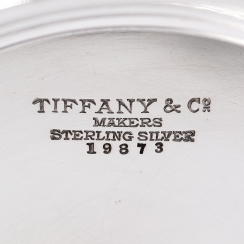 TIFFANY & Co
MAKERS
STERLING SILVER
19873